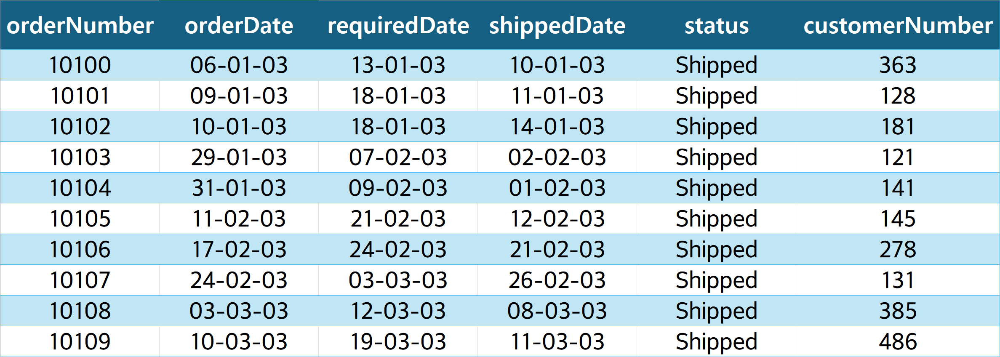 orderNumber orderDate requiredDate shippedDate status customerNumber
10100 06-01-03 13-01-03 10-01-03 Shipped 363
10101 09-01-03 18-01-03 11-01-03 Shipped 128
10102 10-01-03 18-01-03 14-01-03 Shipped 181
10103 29-01-03 07-02-03 02-02-03 Shipped 121
10104 31-01-03 09-02-03 01-02-03 Shipped 141
10105 11-02-03 21-02-03 12-02-03 Shipped 145
10106 17-02-03 24-02-03 21-02-03 Shipped 278
10107 24-02-03 03-03-03 26-02-03 Shipped 131
10108 03-03-03 12-03-03 08-03-03 Shipped 385
10109 10-03-03 19-03-03 11-03-03 Shipped 486